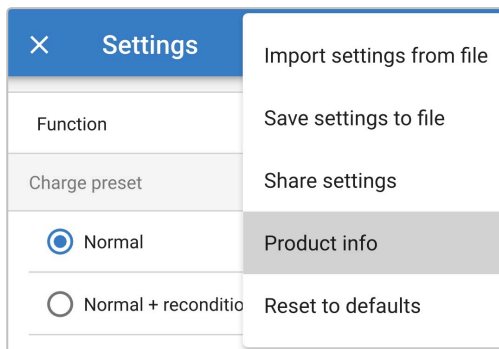 Settings
Import settings from file
Save settings to file
Function
Share settings
Charge preset
Product info
Normal
Reset to defaults
Normal + reconditio